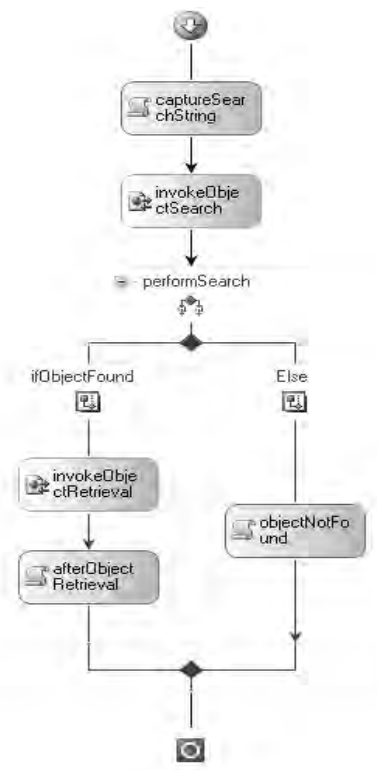 captureSear
chString
invokeObje
ctSearch
performSearch
ifObjectFound
Else
invokeObje
ctRetrieval
objectNotFo
und
afterObject
Retrieval